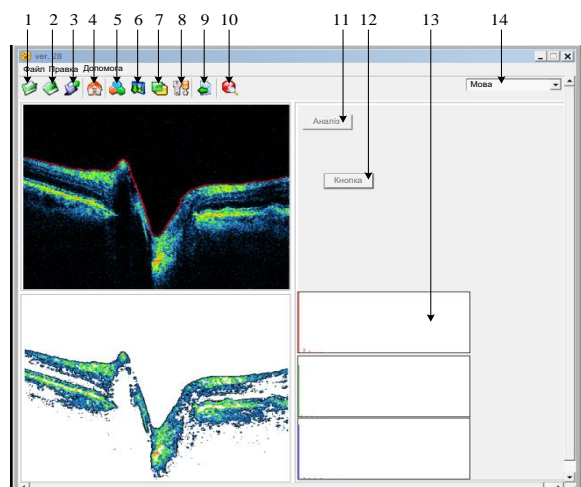 1 2 3 4 5 6 7 8 9 10 11 12 13 14
ver. 28
Файл Правка Допомога
Мова
Аналіз
Кнопка